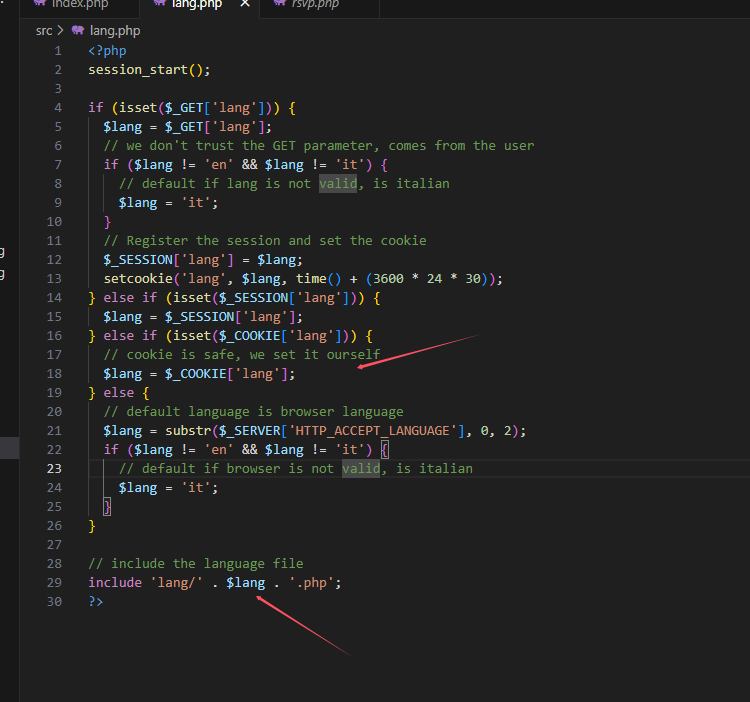 index.php lang.php × rsvp.php
src > lang.php
1 <?php
2 session_start();
3
4 if (isset($_GET['lang'])) {
5 $lang = $_GET['lang'];
6 // we don't trust the GET parameter, comes from the user
7 if ($lang != 'en' && $lang != 'it') {
8 // default if lang is not valid, is italian
9 $lang = 'it';
10 }
11 // Register the session and set the cookie
12 $_SESSION['lang'] = $lang;
13 setcookie('lang', $lang, time() + (3600 * 24 * 30));
14 } else if (isset($_SESSION['lang'])) {
15 $lang = $_SESSION['lang'];
16 } else if (isset($_COOKIE['lang'])) {
17 // cookie is safe, we set it ourself
18 $lang = $_COOKIE['lang'];
19 } else {
20 // default language is browser language
21 $lang = substr($_SERVER['HTTP_ACCEPT_LANGUAGE'], 0, 2);
22 if ($lang != 'en' && $lang != 'it') {
23 // default if browser is not valid, is italian
24 $lang = 'it';
25 }
26 }
27
28 // include the language file
29 include 'lang/' . $lang . '.php';
30 ?>